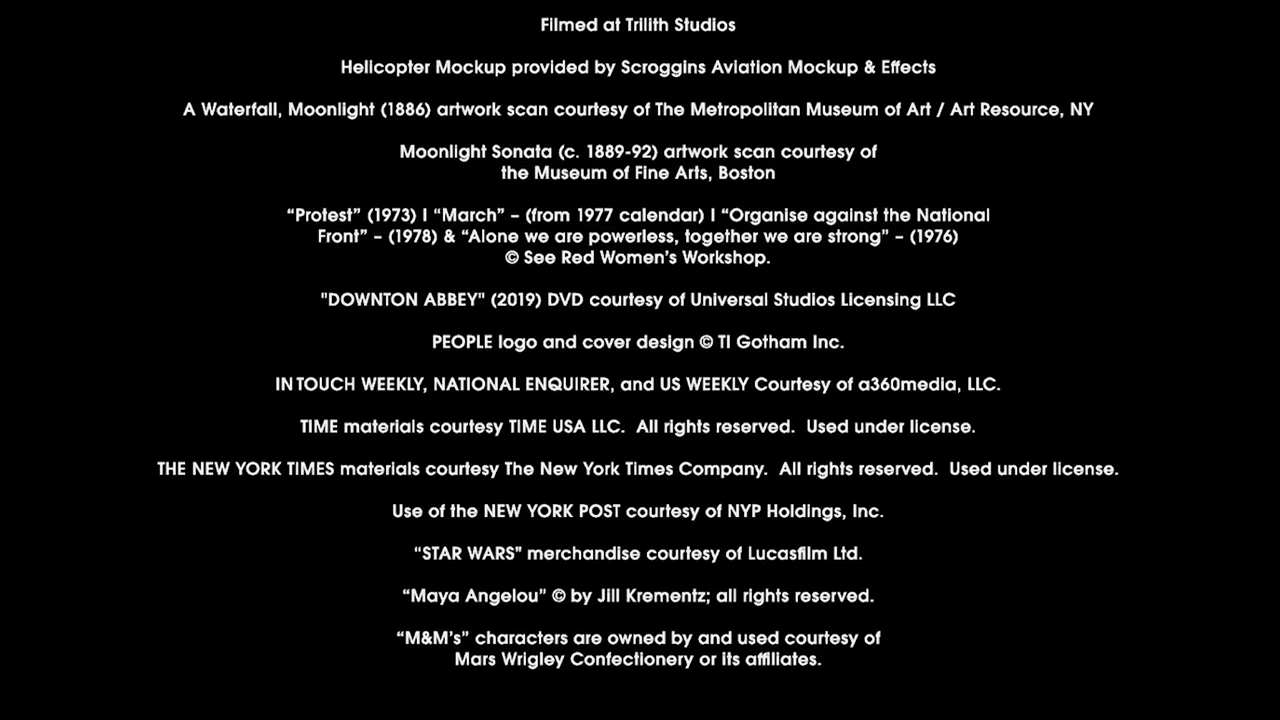 Filmed at Trilith Studios
Helicopter Mockup provided by Scroggins Aviation Mockup & Effects
A Waterfall, Moonlight (1886) artwork scan courtesy of The Metropolitan Museum of Art / Art Resource, NY
Moonlight Sonata (c. 1889-92) artwork scan courtesy of
the Museum of Fine Arts, Boston
“Protest” (1973) I “March” – (from 1977 calendar) I “Organise against the National
Front” – (1978) & “Alone we are powerless, together we are strong” – (1976)
© See Red Women’s Workshop.
"DOWNTON ABBEY" (2019) DVD courtesy of Universal Studios Licensing LLC
PEOPLE logo and cover design © TI Gotham Inc.
IN TOUCH WEEKLY, NATIONAL ENQUIRER, and US WEEKLY Courtesy of a360media, LLC.
TIME materials courtesy TIME USA LLC.  All rights reserved.  Used under license.
THE NEW YORK TIMES materials courtesy The New York Times Company.  All rights reserved.  Used under license.
Use of the NEW YORK POST courtesy of NYP Holdings, Inc.
“STAR WARS" merchandise courtesy of Lucasfilm Ltd.
“Maya Angelou” © by Jill Krementz; all rights reserved.
“M&M’s” characters are owned by and used courtesy of
Mars Wrigley Confectionery or its affiliates.